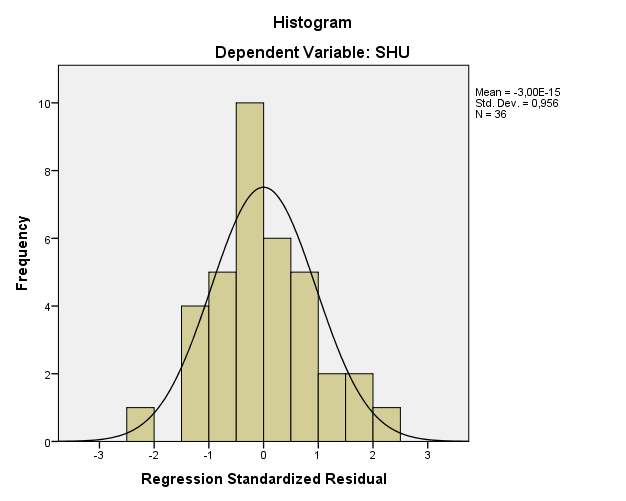 Histogram
Dependent Variable: SHU
Mean = -3,00E-15
Std. Dev. = 0,956
N = 36
Frequency
10
8
6
4
2
0
-3 -2 -1 0 1 2 3
Regression Standardized Residual